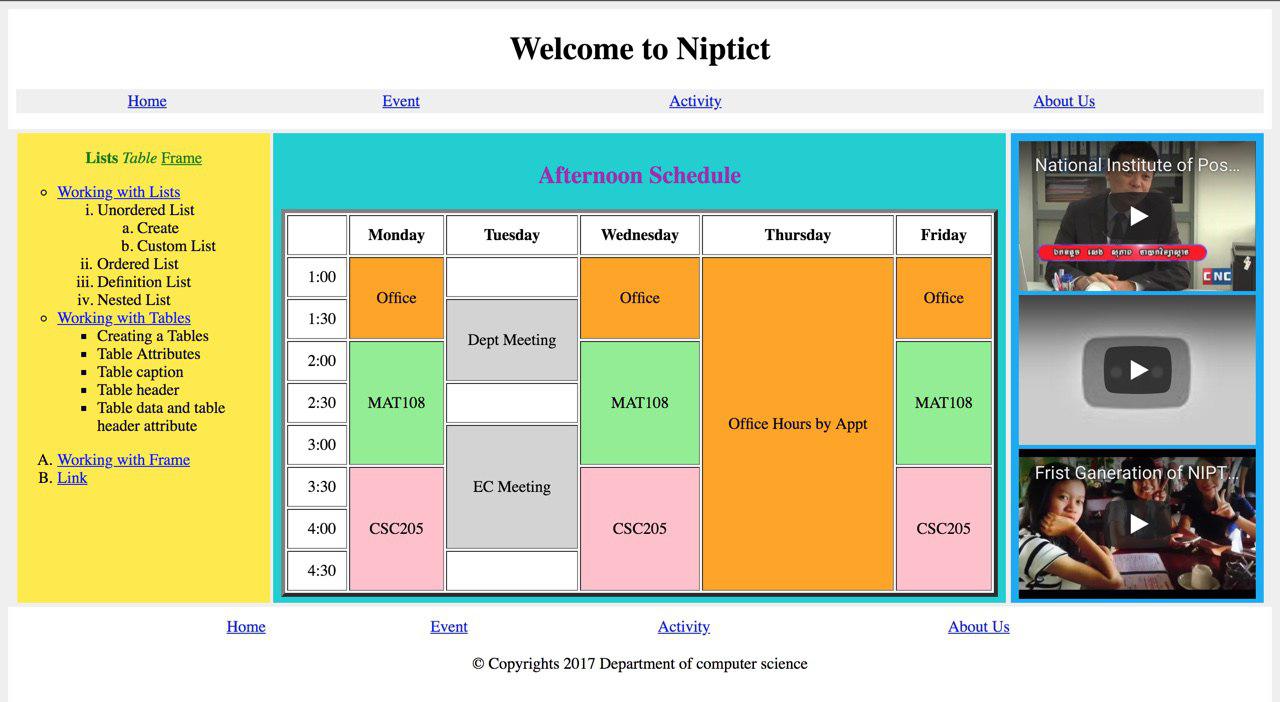 Welcome to Niptict
Home Event Activity About Us
Lists Table Frame
Working with Lists
i. Unordered List
a. Create
b. Custom List
ii. Ordered List
iii. Definition List
iv. Nested List
Working with Tables
Creating a Tables
Table Attributes
Table caption
Table header
Table data and table
header attribute
A. Working with Frame
B. Link
Afternoon Schedule
Monday Tuesday Wednesday Thursday Friday
1:00
Office Office Office
1:30
Dept Meeting
2:00
2:30
MAT108 MAT108 MAT108
Office Hours by Appt
3:00
3:30
EC Meeting
4:00
CSC205 CSC205 CSC205
4:30
National Institute of Pos...
CNC
Frist Ganeration of NIPT...
Home Event Activity About Us
© Copyrights 2017 Department of computer science